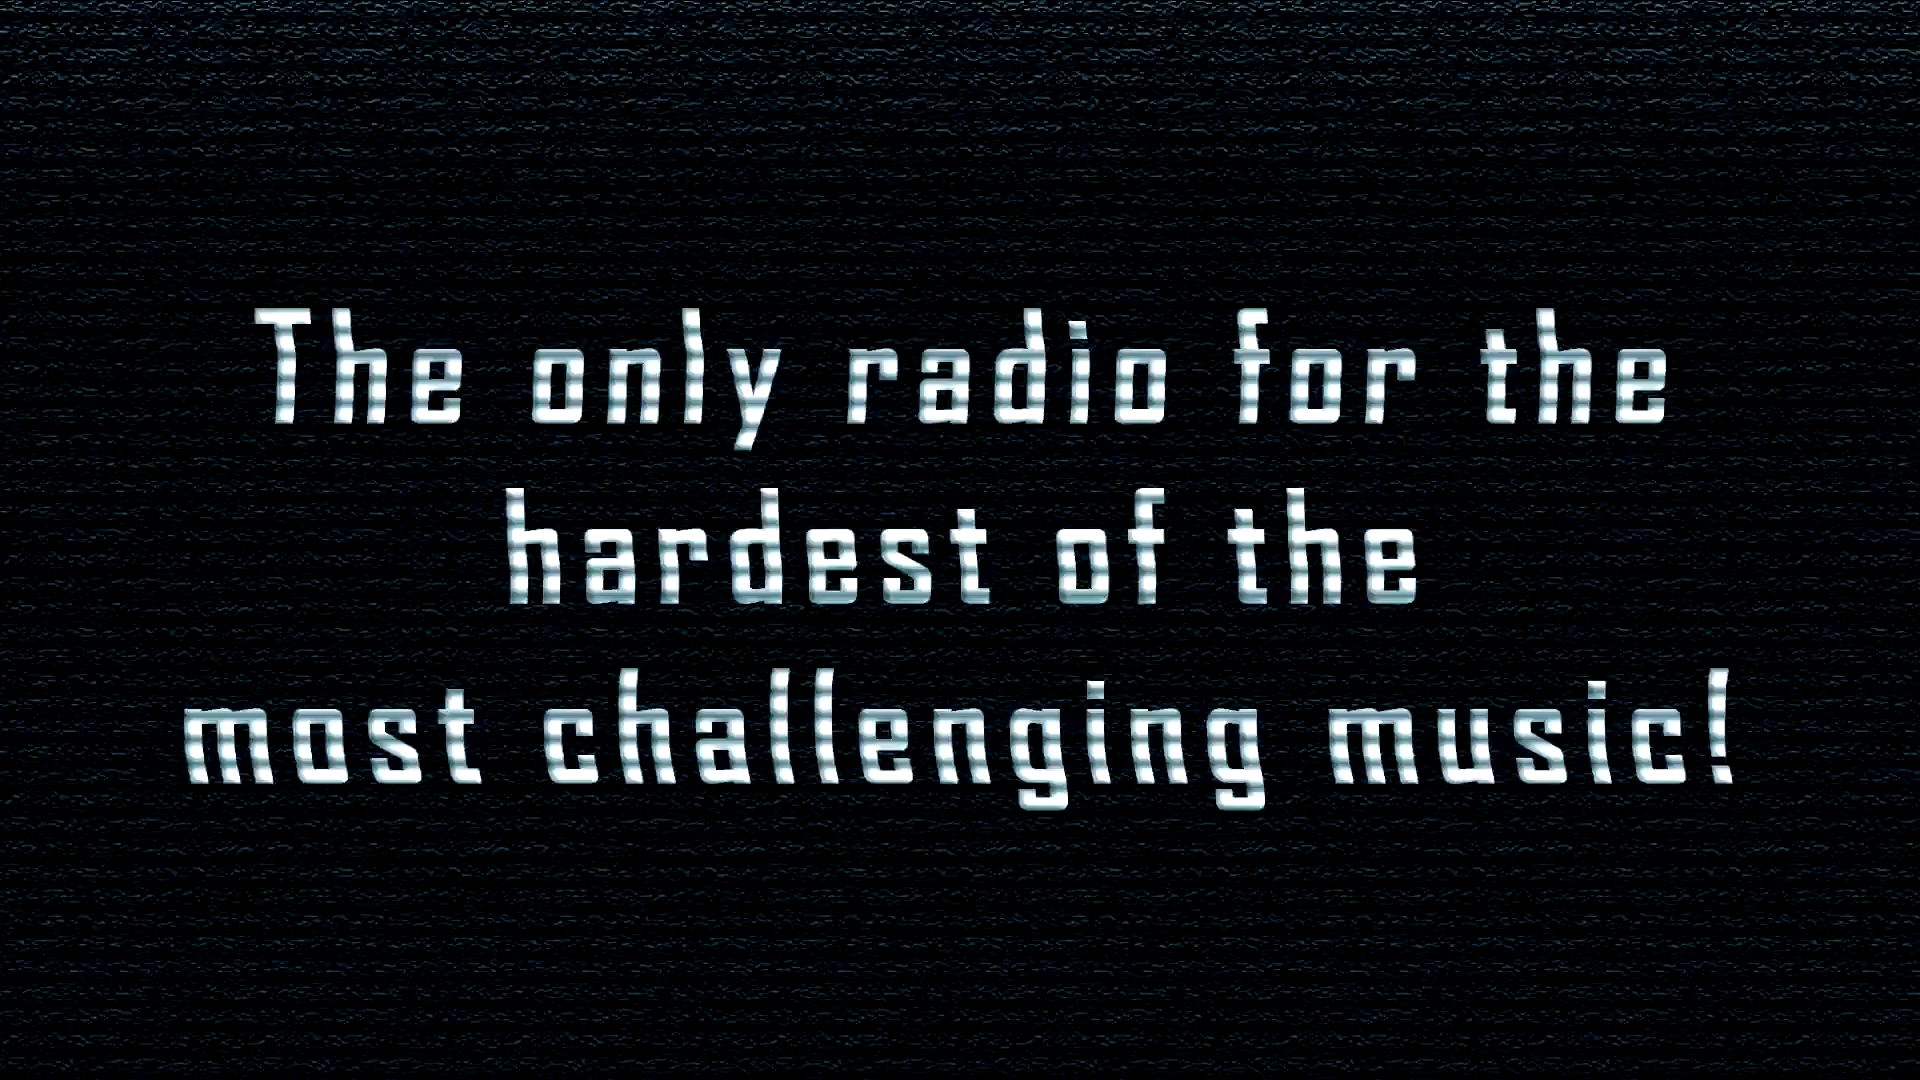 The only radio for the
hardest of the
most challenging music!